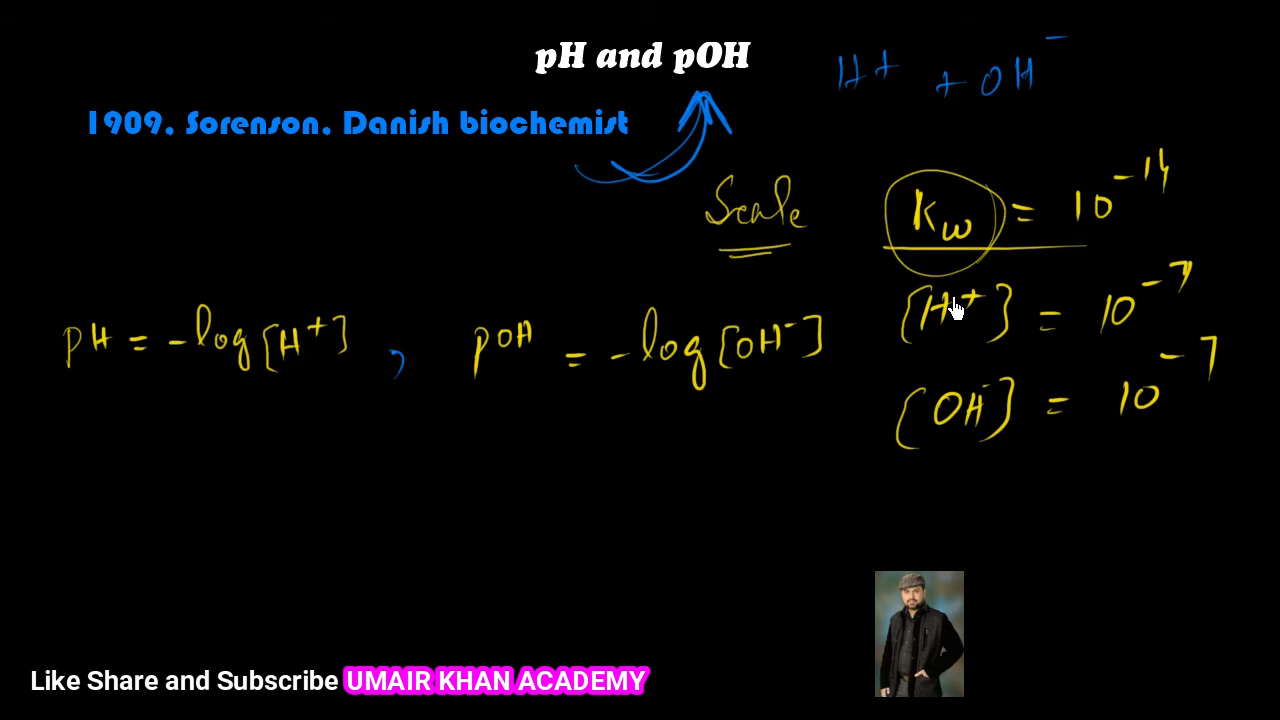 pH and pOH
H⁺ + OH⁻
1909, Sorenson, Danish biochemist
Scale
Kw = 10⁻¹⁴
[H⁺] = 10⁻⁷
pH = -log[H⁺] , pOH = -log[OH⁻]
[OH⁻] = 10⁻⁷
Like Share and Subscribe UMAIR KHAN ACADEMY